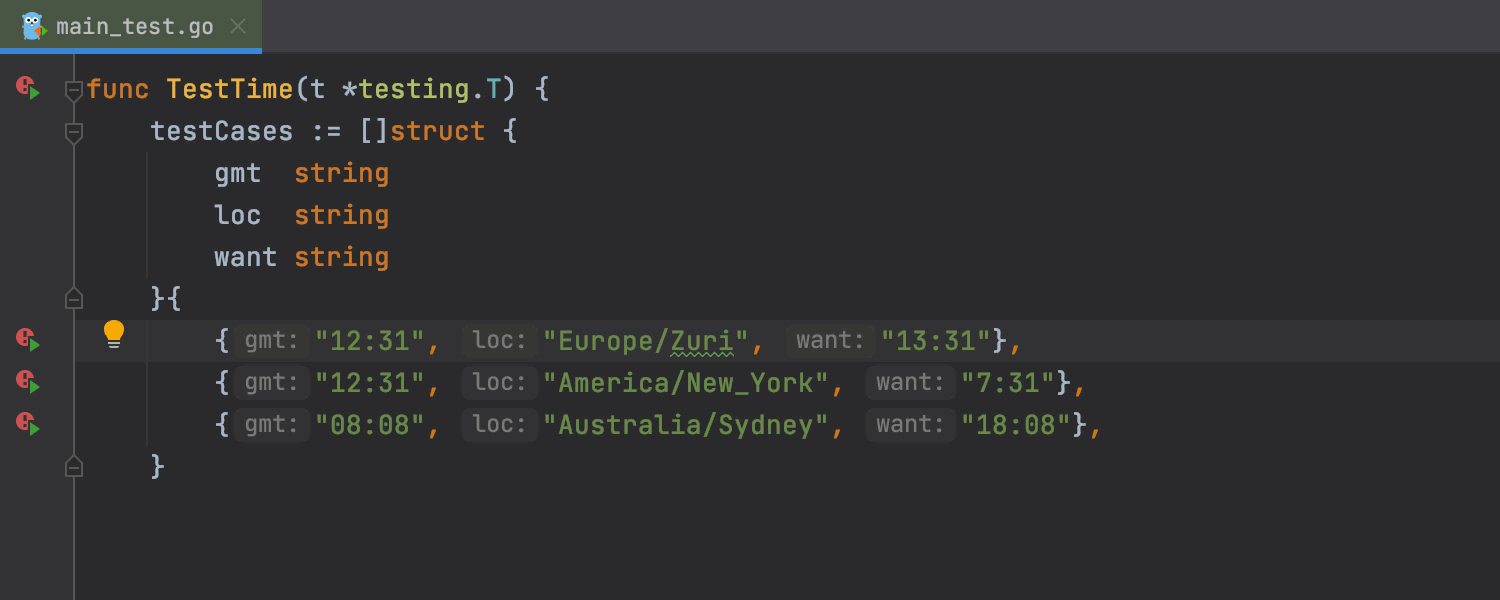 main_test.go
func TestTime(t *testing.T) {
    testCases := []struct {
        gmt  string
        loc  string
        want string
    }{
        {gmt: "12:31", loc: "Europe/Zuri", want: "13:31"},
        {gmt: "12:31", loc: "America/New_York", want: "7:31"},
        {gmt: "08:08", loc: "Australia/Sydney", want: "18:08"},
    }